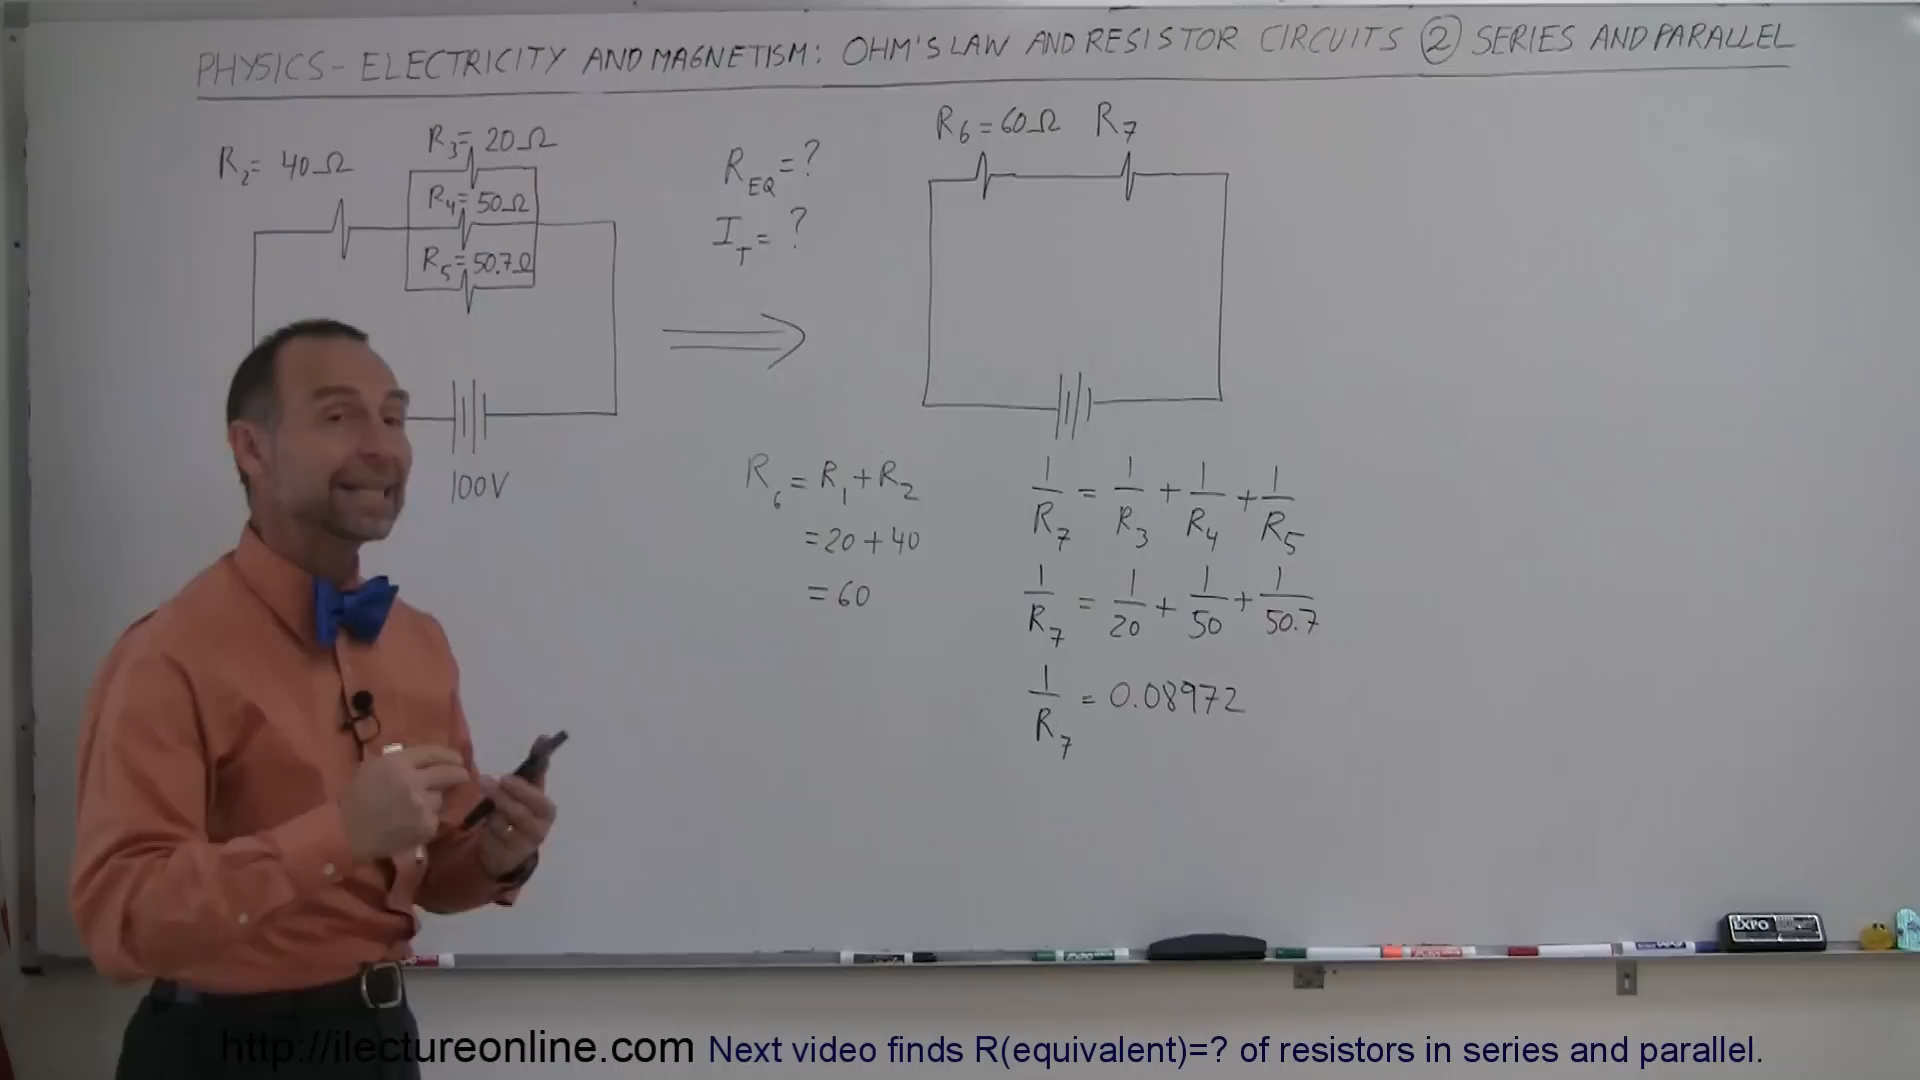 PHYSICS - ELECTRICITY AND MAGNETISM: OHM'S LAW AND RESISTOR CIRCUITS ② SERIES AND PARALLEL
R2= 40Ω
R3= 20Ω
R4= 50Ω
R5= 50.7Ω
100V
REQ=?
IT= ?
R6=60Ω R7
R6 = R1+R2
=20+40
= 60
1/R7 = 1/R3 + 1/R4 + 1/R5
1/R7 = 1/20 + 1/50 + 1/50.7
1/R7 = 0.08972
EXPO
http://ilectureonline.com Next video finds R(equivalent)=? of resistors in series and parallel.